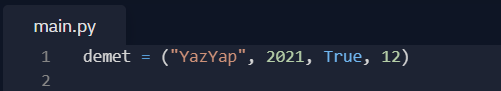 main.py
1 demet = ("YazYap", 2021, True, 12)
2